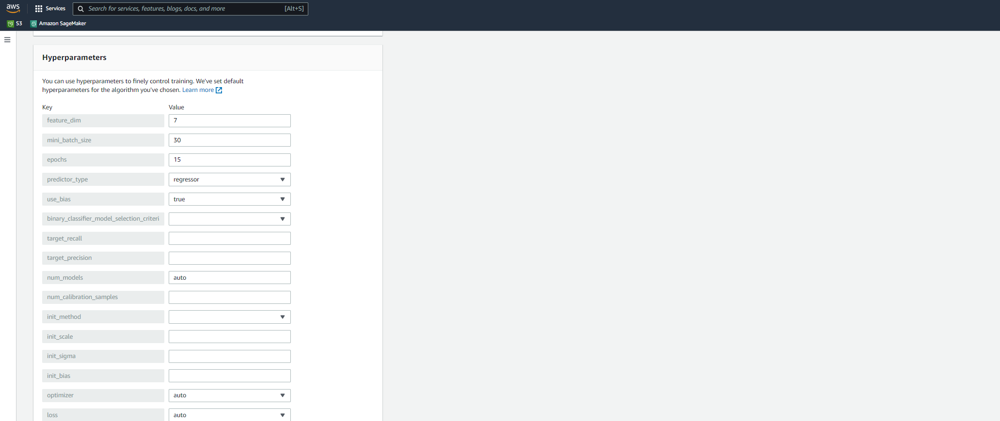 aws
Services
Search for services, features, blogs, docs, and more [Alt+S]
S3 Amazon SageMaker
Hyperparameters
You can use hyperparameters to finely control training. We've set default
hyperparameters for the algorithm you've chosen. Learn more
Key Value
feature_dim 7
mini_batch_size 30
epochs 15
predictor_type regressor
use_bias true
binary_classifier_model_selection_criteri
target_recall
target_precision
num_models auto
num_calibration_samples
init_method
init_scale
init_sigma
init_bias
optimizer auto
loss auto